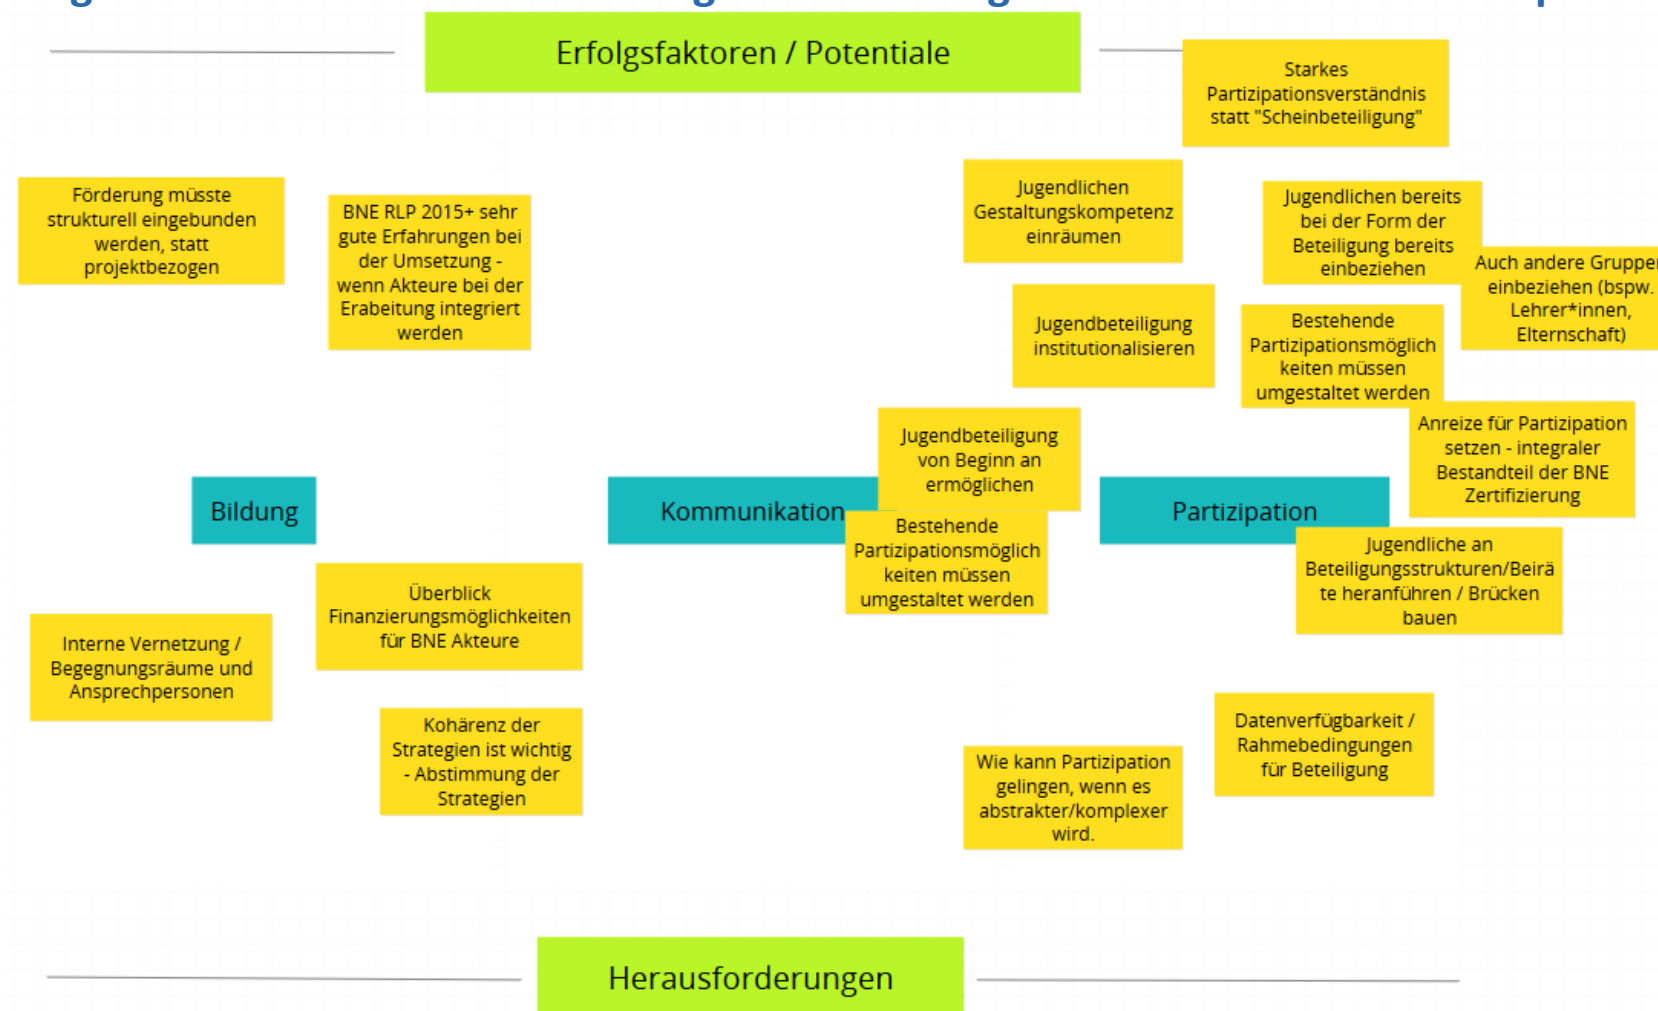 Erfolgsfaktoren / Potentiale
Starkes
Partizipationsverständnis
statt "Scheinbeteiligung"
Förderung müsste
strukturell eingebunden
werden, statt
projektbezogen
BNE RLP 2015+ sehr
gute Erfahrungen bei
der Umsetzung -
wenn Akteure bei der
Erabeitung integriert
werden
Jugendlichen
Gestaltungskompetenz
einräumen
Jugendlichen bereits
bei der Form der
Beteiligung bereits
einbeziehen
Auch andere Gruppen
einbeziehen (bspw.
Lehrer*innen,
Elternschaft)
Jugendbeteiligung
institutionalisieren
Bestehende
Partizipationsmöglich
keiten müssen
umgestaltet werden
Jugendbeteiligung
von Beginn an
ermöglichen
Anreize für Partizipation
setzen - integraler
Bestandteil der BNE
Zertifizierung
Bildung
Kommunikation
Partizipation
Bestehende
Partizipationsmöglich
keiten müssen
umgestaltet werden
Jugendliche an
Beteiligungsstrukturen/Beirä
te heranführen / Brücken
bauen
Überblick
Finanzierungsmöglichkeiten
für BNE Akteure
Interne Vernetzung /
Begegnungsräume und
Ansprechpersonen
Kohärenz der
Strategien ist wichtig
- Abstimmung der
Strategien
Datenverfügbarkeit /
Rahmebedingungen
für Beteiligung
Wie kann Partizipation
gelingen, wenn es
abstrakter/komplexer
wird.
Herausforderungen